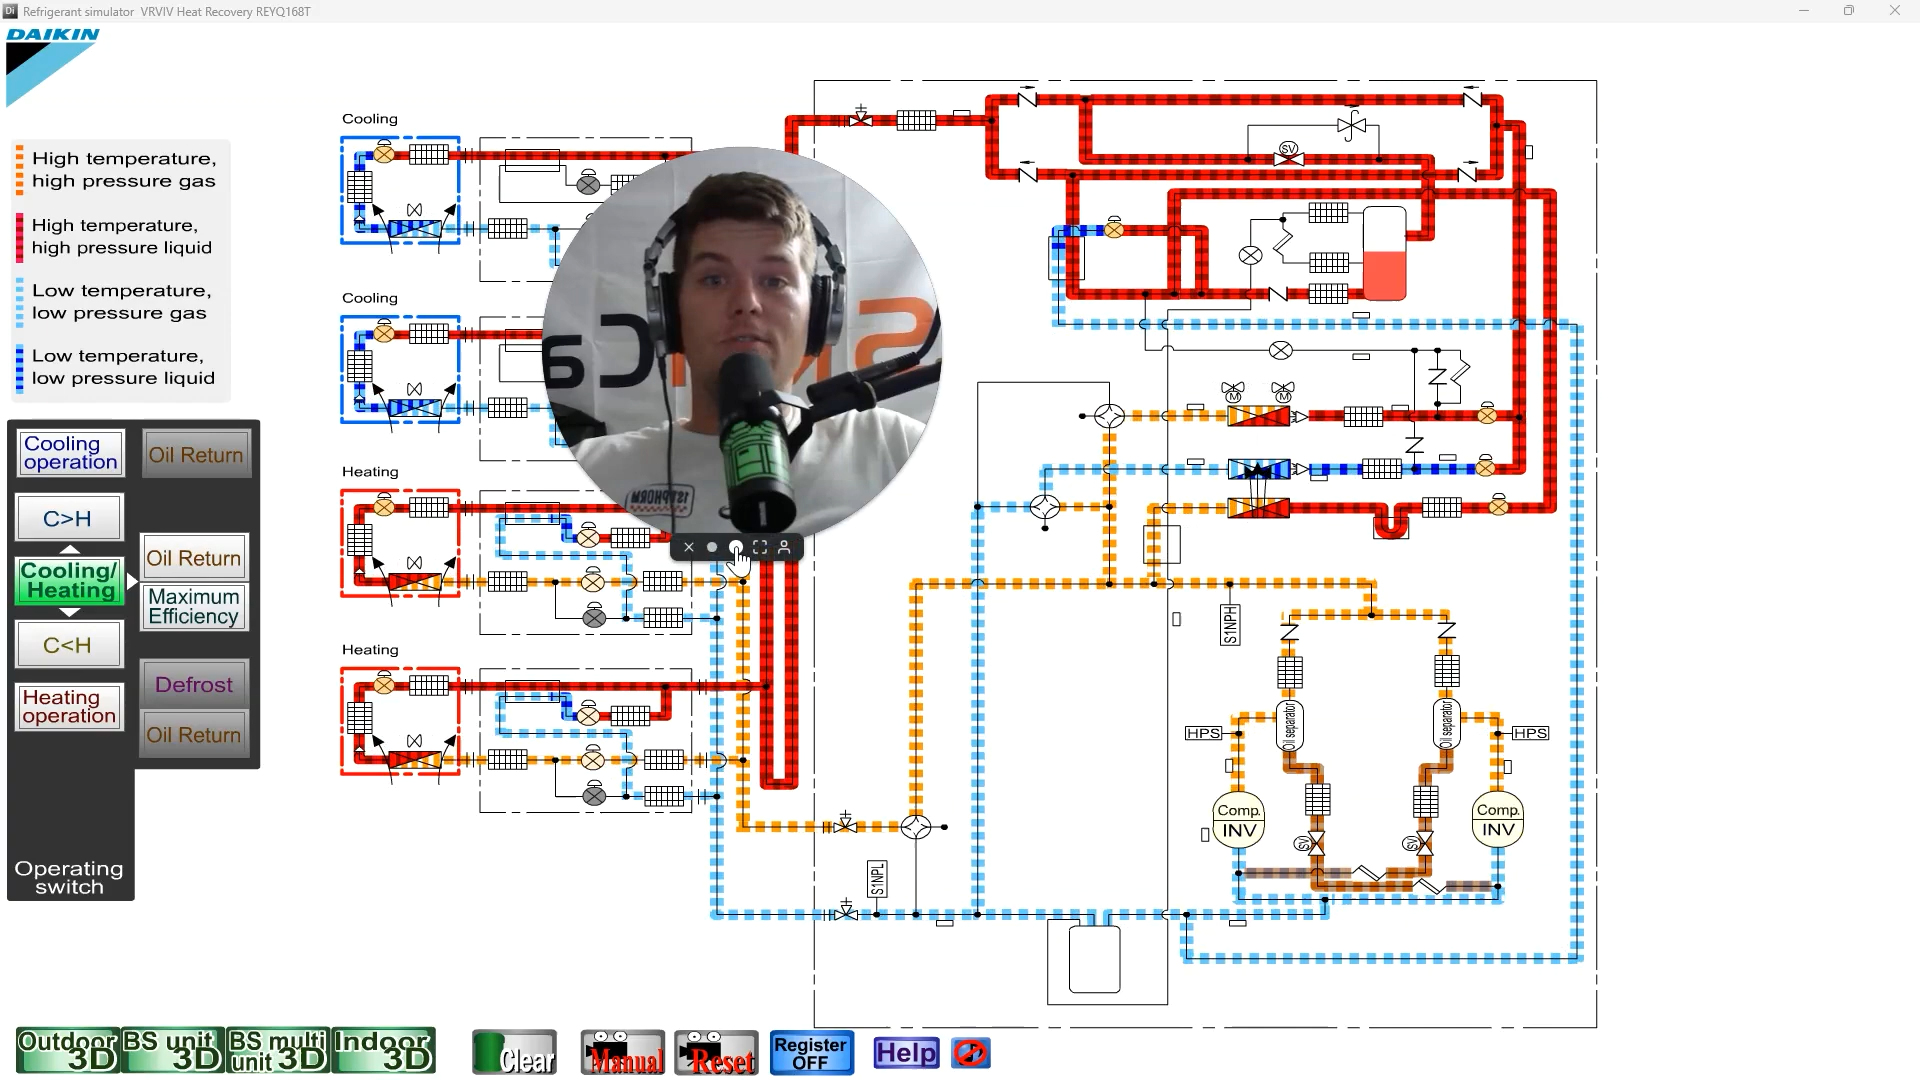 Di Refrigerant simulator VRVIV Heat Recovery REYQ168T
DAIKIN
High temperature,
high pressure gas
High temperature,
high pressure liquid
Low temperature,
low pressure gas
Low temperature,
low pressure liquid
Cooling
operation
Oil Return
C>H
Cooling/
Heating
Oil Return
Maximum
Efficiency
C<H
Heating
operation
Defrost
Oil Return
Operating
switch
Cooling
Cooling
Heating
Heating
SV
M
M
S1NPH
Oil separator
Oil separator
HPS
HPS
Comp.
INV
Comp.
INV
SV
SV
S1NPL
1ST PHORM
Outdoor
3D
BS unit
3D
BS multi
unit 3D
Indoor
3D
Clear
Manual
Reset
Register
OFF
Help